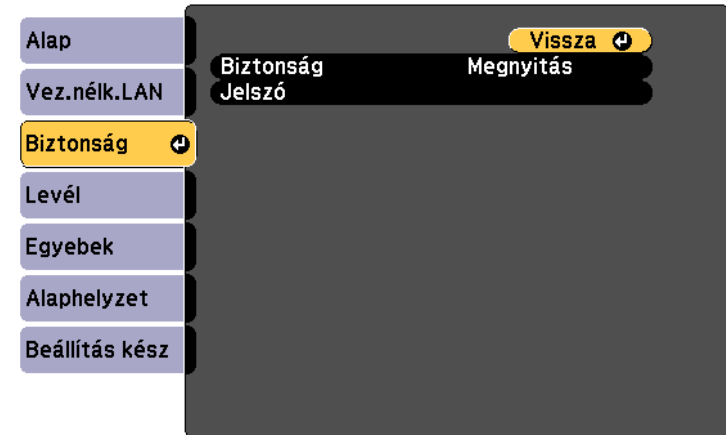 Alap
Vez.nélk.LAN
Biztonság
Levél
Egyebek
Alaphelyzet
Beállítás kész
Vissza
Biztonság Megnyitás
Jelszó